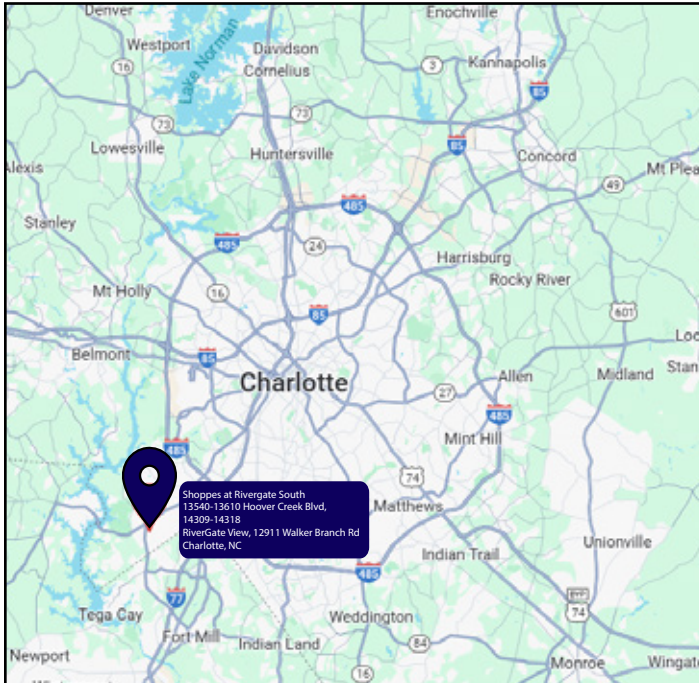 Denver
Enochville
Westport
Davidson
16
Lake Norman
Cornelius
3
Kannapolis
85
73
73
Lowesville
Huntersville
85
Concord
Mt Plea
Alexis
49
485
Stanley
24
485
Harrisburg
Rocky River
Mt Holly
16
85
601
Belmont
85
Charlotte
Allen
Midland
27
485
Mint Hill
485
74
Shoppes at Rivergate South
13540-13610 Hoover Creek Blvd,
14309-14318
RiverGate View, 12911 Walker Branch Rd
Charlotte, NC
Matthews
Indian Trail
Unionville
485
77
BYP
74
Tega Cay
Weddington
Fort Mill
Indian Land
84
Newport
16
Monroe
Wingat